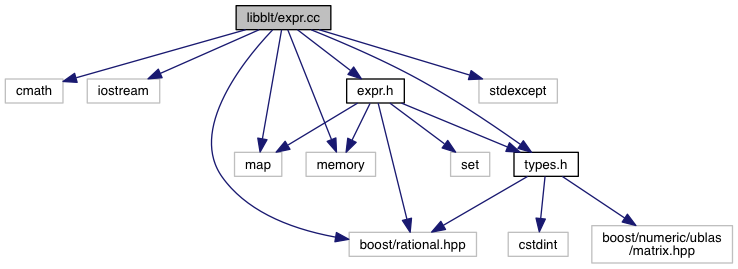 libblt/expr.cc
cmath
iostream
expr.h
stdexcept
map
memory
set
types.h
boost/rational.hpp
cstdint
boost/numeric/ublas
/matrix.hpp